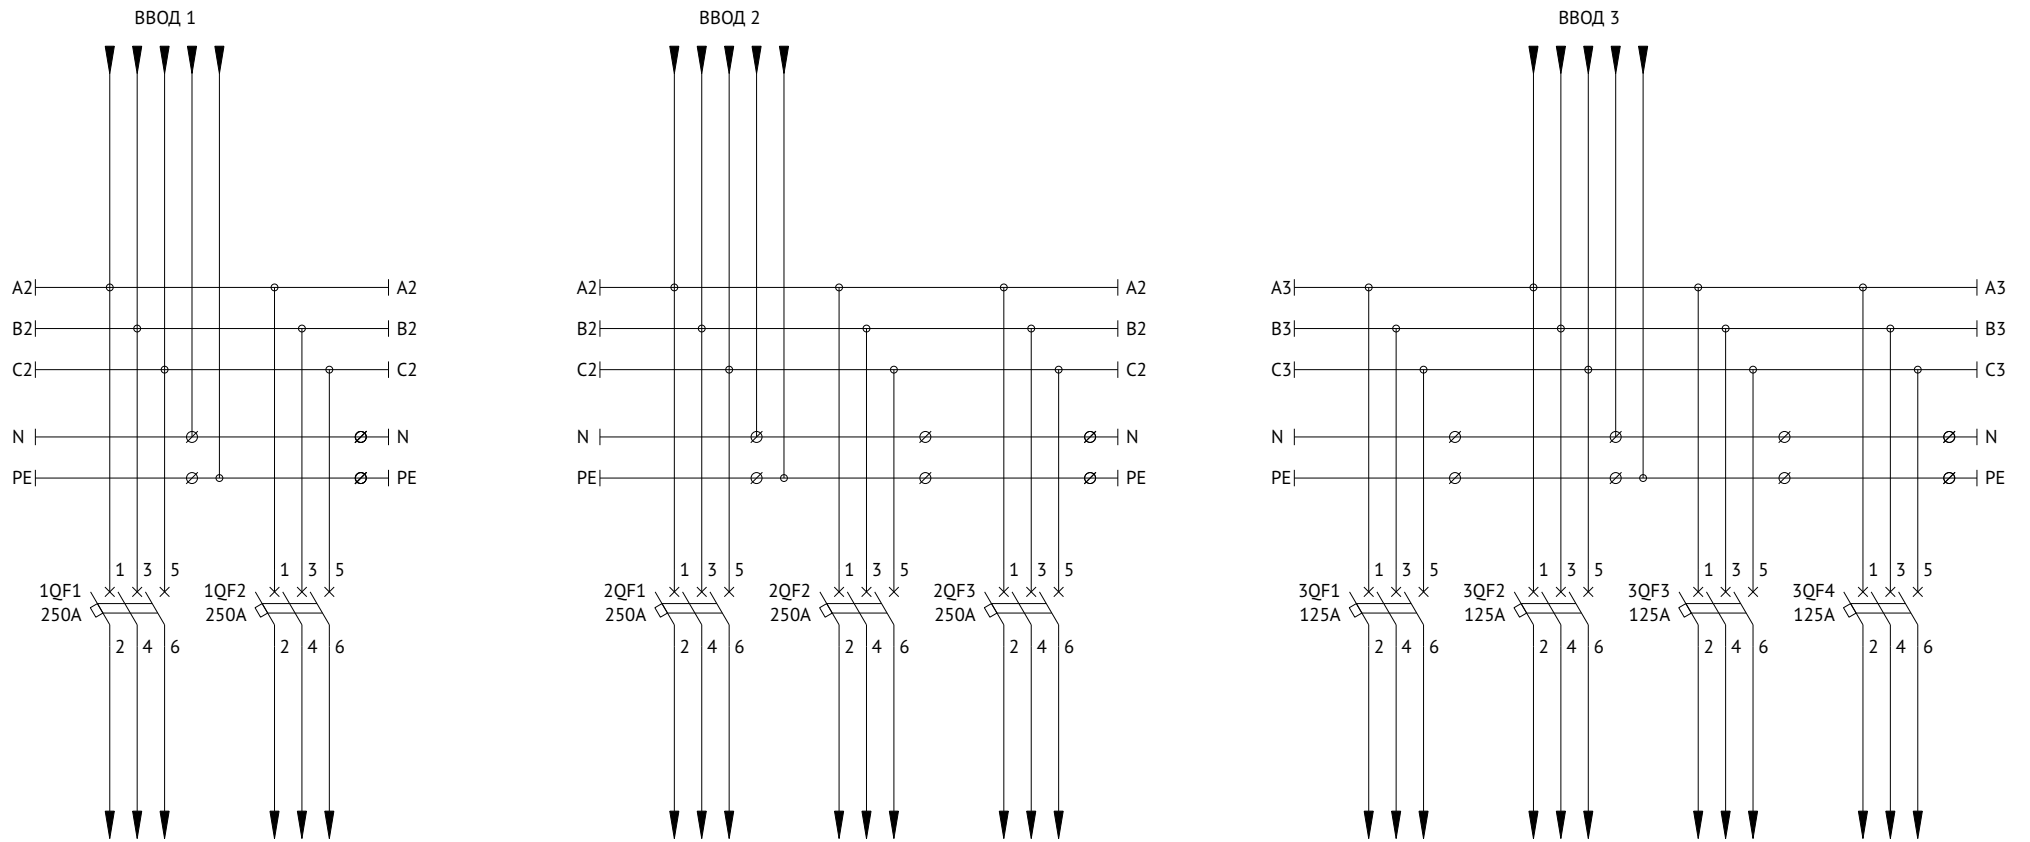 ВВОД 1 ВВОД 2 ВВОД 3
A2 A2 A2 A2 A3 A3
B2 B2 B2 B2 B3 B3
C2 C2 C2 C2 C3 C3
N N N N N N
PE PE PE PE PE PE
1 3 5 1 3 5 1 3 5 1 3 5 1 3 5 1 3 5 1 3 5 1 3 5 1 3 5
1QF1 1QF2 2QF1 2QF2 2QF3 3QF1 3QF2 3QF3 3QF4
250A 250A 250A 250A 250A 125A 125A 125A 125A
2 4 6 2 4 6 2 4 6 2 4 6 2 4 6 2 4 6 2 4 6 2 4 6 2 4 6